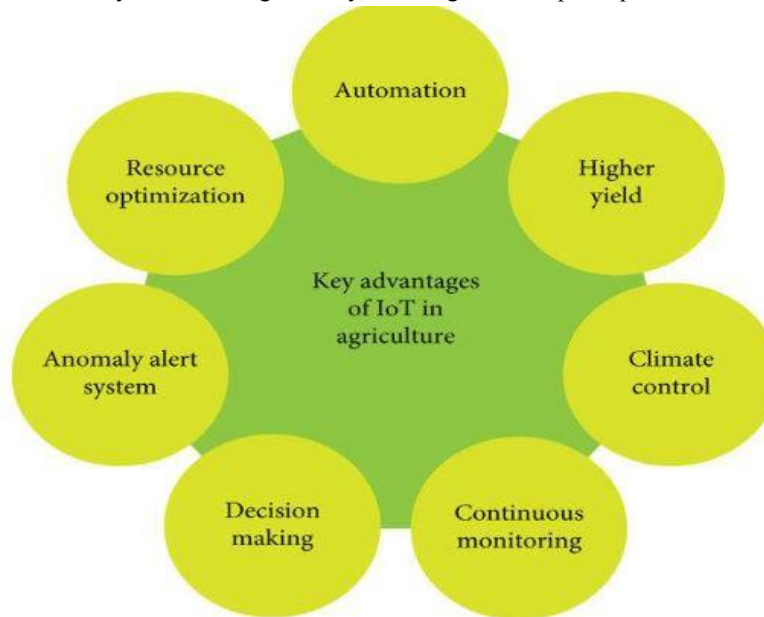 Automation
Higher
yield
Climate
control
Continuous
monitoring
Decision
making
Anomaly alert
system
Resource
optimization
Key advantages
of IoT in
agriculture